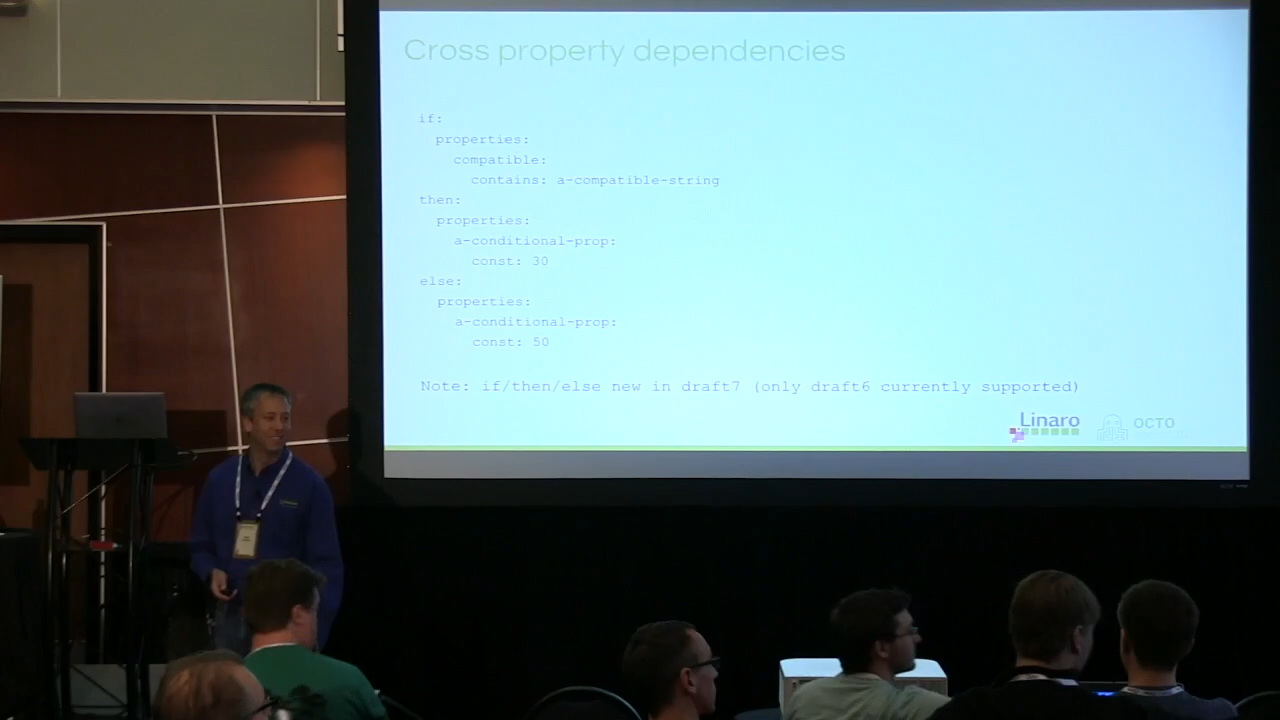 Cross property dependencies
if:
properties:
compatible:
contains: a-compatible-string
then:
properties:
a-conditional-prop:
const: 30
else:
properties:
a-conditional-prop:
const: 50
Note: if/then/else new in draft7 (only draft6 currently supported)
Linaro
OCTO